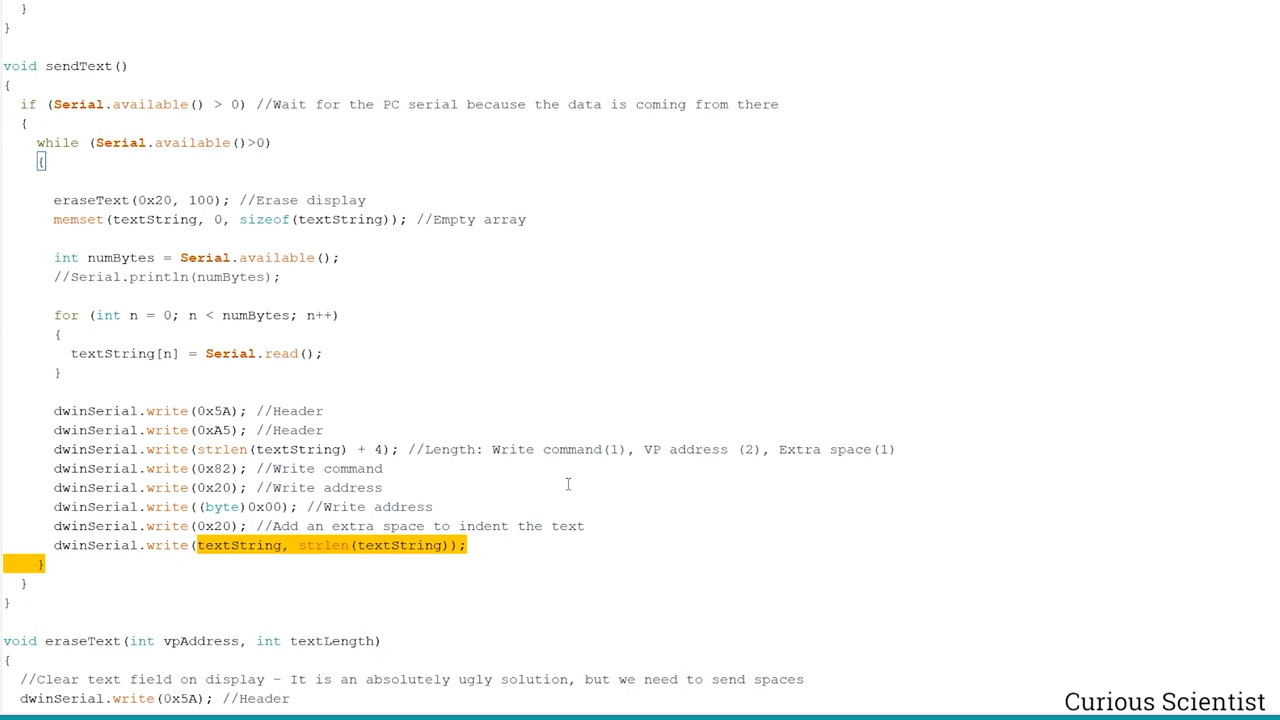 }
}
void sendText()
{
  if (Serial.available() > 0) //Wait for the PC serial because the data is coming from there
  {
    while (Serial.available()>0)
    {
      eraseText(0x20, 100); //Erase display
      memset(textString, 0, sizeof(textString)); //Empty array
      int numBytes = Serial.available();
      //Serial.println(numBytes);
      for (int n = 0; n < numBytes; n++)
      {
        textString[n] = Serial.read();
      }
      dwinSerial.write(0x5A); //Header
      dwinSerial.write(0xA5); //Header
      dwinSerial.write(strlen(textString) + 4); //Length: Write command(1), VP address (2), Extra space(1)
      dwinSerial.write(0x82); //Write command
      dwinSerial.write(0x20); //Write address
      dwinSerial.write((byte)0x00); //Write address
      dwinSerial.write(0x20); //Add an extra space to indent the text
      dwinSerial.write(textString, strlen(textString));
    }
  }
}
void eraseText(int vpAddress, int textLength)
{
  //Clear text field on display - It is an absolutely ugly solution, but we need to send spaces
  dwinSerial.write(0x5A); //Header
Curious Scientist